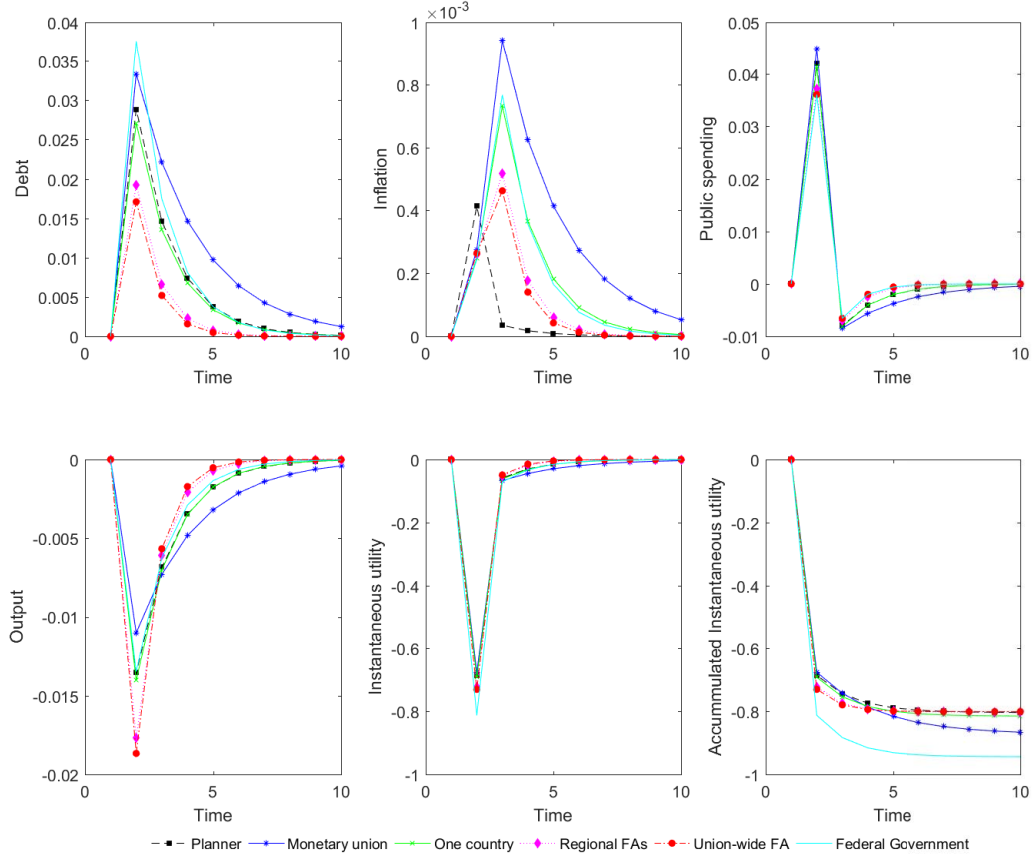 0.04
0.035
0.03
0.025
0.02
0.015
0.01
0.005
0
0 5 10
Time
Debt
×10⁻³
1
0.8
0.6
0.4
0.2
0
0 5 10
Time
Inflation
0.05
0.04
0.03
0.02
0.01
0
-0.01
0 5 10
Time
Public spending
0
-0.005
-0.01
-0.015
-0.02
0 5 10
Time
Output
0
-0.2
-0.4
-0.6
-0.8
-1
0 5 10
Time
Instantaneous utility
0
-0.2
-0.4
-0.6
-0.8
-1
0 5 10
Time
Accummulated Instantaneous utility
Planner Monetary union One country Regional FAs Union-wide FA Federal Government